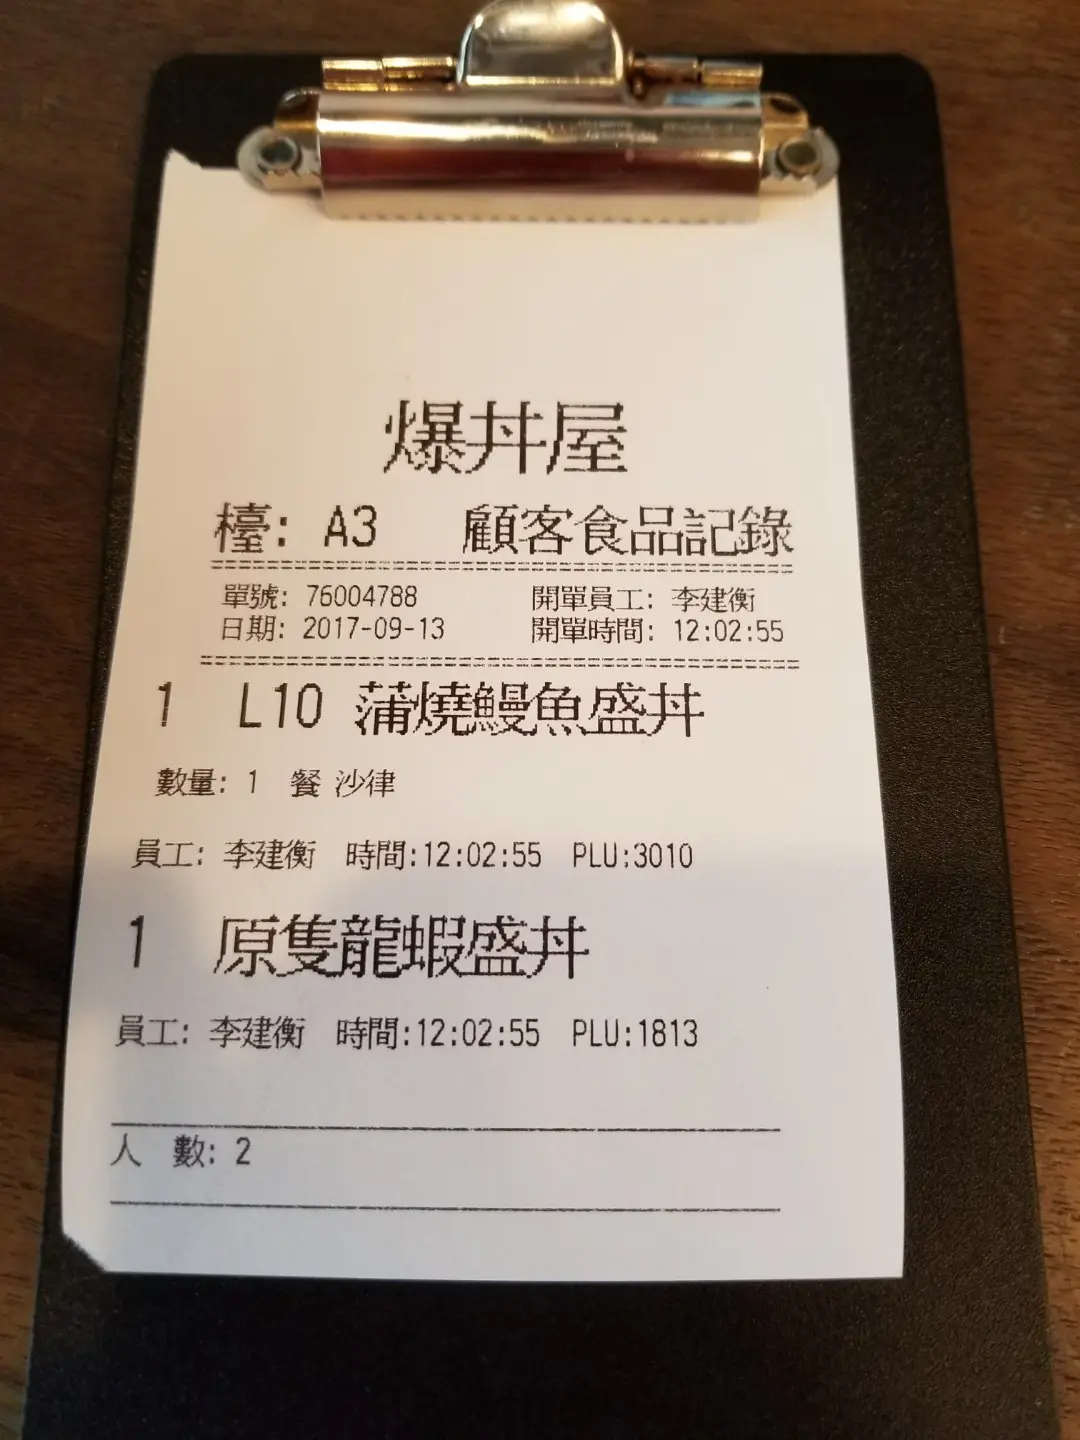 爆丼屋
檯: A3 顧客食品記錄
單號: 76004788 開單員工: 李建衡
日期: 2017-09-13 開單時間: 12:02:55
1 L10 蒲燒鰻魚盛丼
數量: 1 餐 沙律
員工: 李建衡 時間:12:02:55 PLU:3010
1 原隻龍蝦盛丼
員工: 李建衡 時間:12:02:55 PLU:1813
人 數: 2